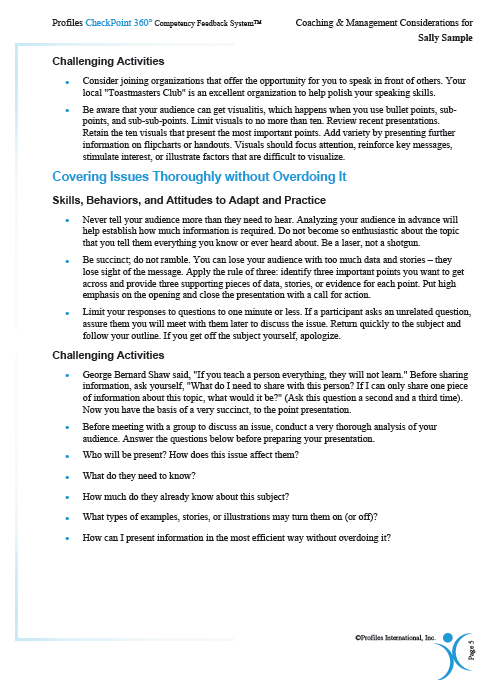 Profiles CheckPoint 360° Competency Feedback System™
Coaching & Management Considerations for
Sally Sample
Challenging Activities
• Consider joining organizations that offer the opportunity for you to speak in front of others. Your
local "Toastmasters Club" is an excellent organization to help polish your speaking skills.
• Be aware that your audience can get visualitis, which happens when you use bullet points, sub-
points, and sub-sub-points. Limit visuals to no more than ten. Review recent presentations.
Retain the ten visuals that present the most important points. Add variety by presenting further
information on flipcharts or handouts. Visuals should focus attention, reinforce key messages,
stimulate interest, or illustrate factors that are difficult to visualize.
Covering Issues Thoroughly without Overdoing It
Skills, Behaviors, and Attitudes to Adapt and Practice
• Never tell your audience more than they need to hear. Analyzing your audience in advance will
help establish how much information is required. Do not become so enthusiastic about the topic
that you tell them everything you know or ever heard about. Be a laser, not a shotgun.
• Be succinct; do not ramble. You can lose your audience with too much data and stories – they
lose sight of the message. Apply the rule of three: identify three important points you want to get
across and provide three supporting pieces of data, stories, or evidence for each point. Put high
emphasis on the opening and close the presentation with a call for action.
• Limit your responses to questions to one minute or less. If a participant asks an unrelated question,
assure them you will meet with them later to discuss the issue. Return quickly to the subject and
follow your outline. If you get off the subject yourself, apologize.
Challenging Activities
• George Bernard Shaw said, "If you teach a person everything, they will not learn." Before sharing
information, ask yourself, "What do I need to share with this person? If I can only share one piece
of information about this topic, what would it be?" (Ask this question a second and a third time).
Now you have the basis of a very succinct, to the point presentation.
• Before meeting with a group to discuss an issue, conduct a very thorough analysis of your
audience. Answer the questions below before preparing your presentation.
• Who will be present? How does this issue affect them?
• What do they need to know?
• How much do they already know about this subject?
• What types of examples, stories, or illustrations may turn them on (or off)?
• How can I present information in the most efficient way without overdoing it?
©Profiles International, Inc.
Page 5